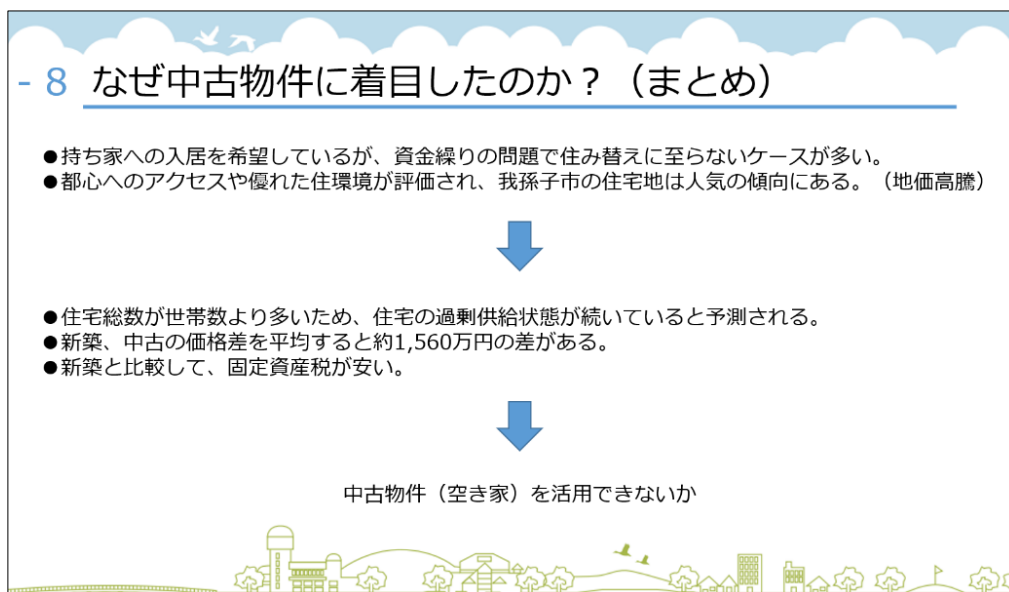 - 8 なぜ中古物件に着目したのか？（まとめ）
●持ち家への入居を希望しているが、資金繰りの問題で住み替えに至らないケースが多い。
●都心へのアクセスや優れた住環境が評価され、我孫子市の住宅地は人気の傾向にある。（地価高騰）
●住宅総数が世帯数より多いため、住宅の過剰供給状態が続いていると予測される。
●新築、中古の価格差を平均すると約1,560万円の差がある。
●新築と比較して、固定資産税が安い。
中古物件（空き家）を活用できないか